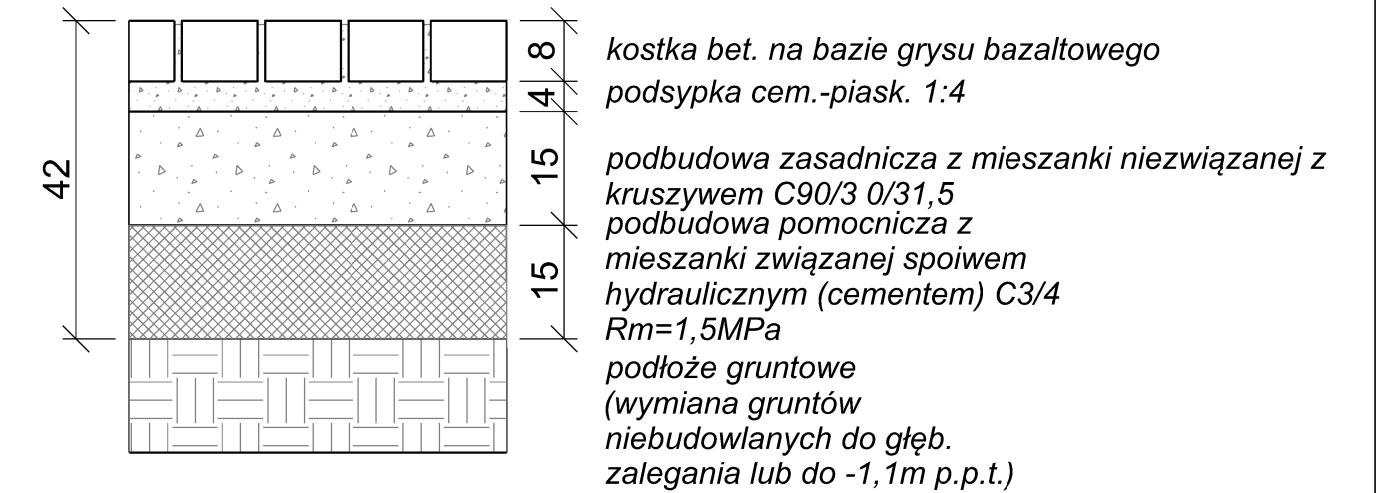 42
8
4
15
15
kostka bet. na bazie grysu bazaltowego
podsypka cem.-piask. 1:4
podbudowa zasadnicza z mieszanki niezwiązanej z
kruszywem C90/3 0/31,5
podbudowa pomocnicza z
mieszanki związanej spoiwem
hydraulicznym (cementem) C3/4
Rm=1,5MPa
podłoże gruntowe
(wymiana gruntów
niebudowlanych do głęb.
zalegania lub do -1,1m p.p.t.)